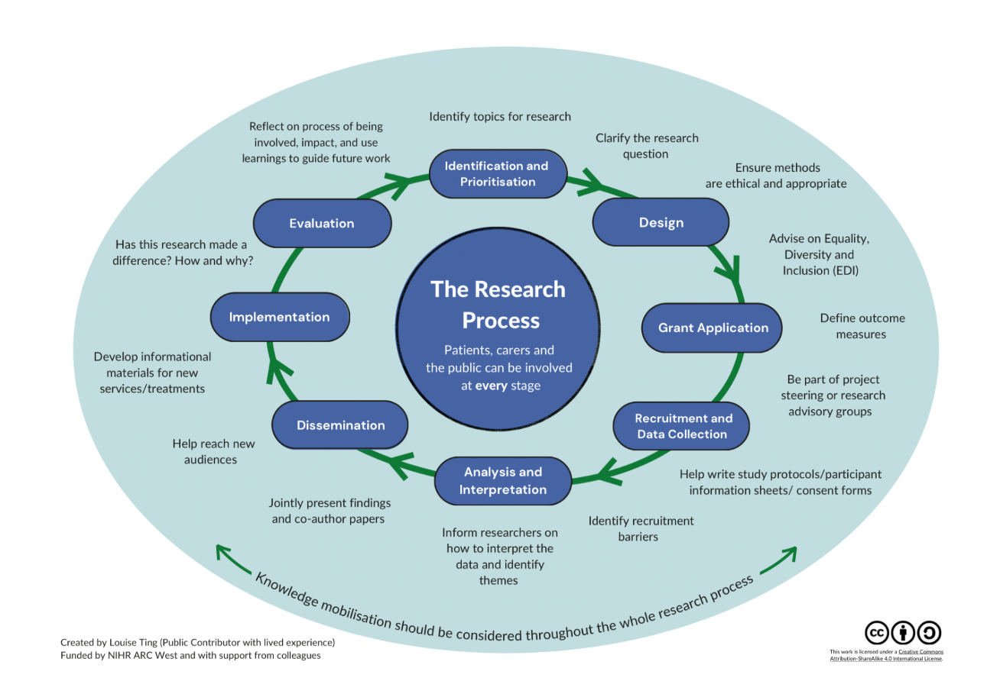 Identify topics for research
Reflect on process of being
involved, impact, and use
learnings to guide future work
Clarify the research
question
Identification and
Prioritisation
Ensure methods
are ethical and appropriate
Evaluation
Design
Has this research made a
difference? How and why?
Advise on Equality,
Diversity and
Inclusion (EDI)
The Research
Process
Patients, carers and
the public can be involved
at every stage
Implementation
Grant Application
Define outcome
measures
Develop informational
materials for new
services/treatments
Be part of project
steering or research
advisory groups
Dissemination
Recruitment and
Data Collection
Help reach new
audiences
Analysis and
Interpretation
Help write study protocols/participant
information sheets/ consent forms
Jointly present findings
and co-author papers
Identify recruitment
barriers
Inform researchers on
how to interpret the
data and identify
themes
Knowledge mobilisation should be considered throughout the whole research process
Created by Louise Ting (Public Contributor with lived experience)
Funded by NIHR ARC West and with support from colleagues
cc
This work is licensed under a Creative Commons
Attribution-ShareAlike 4.0 International License.